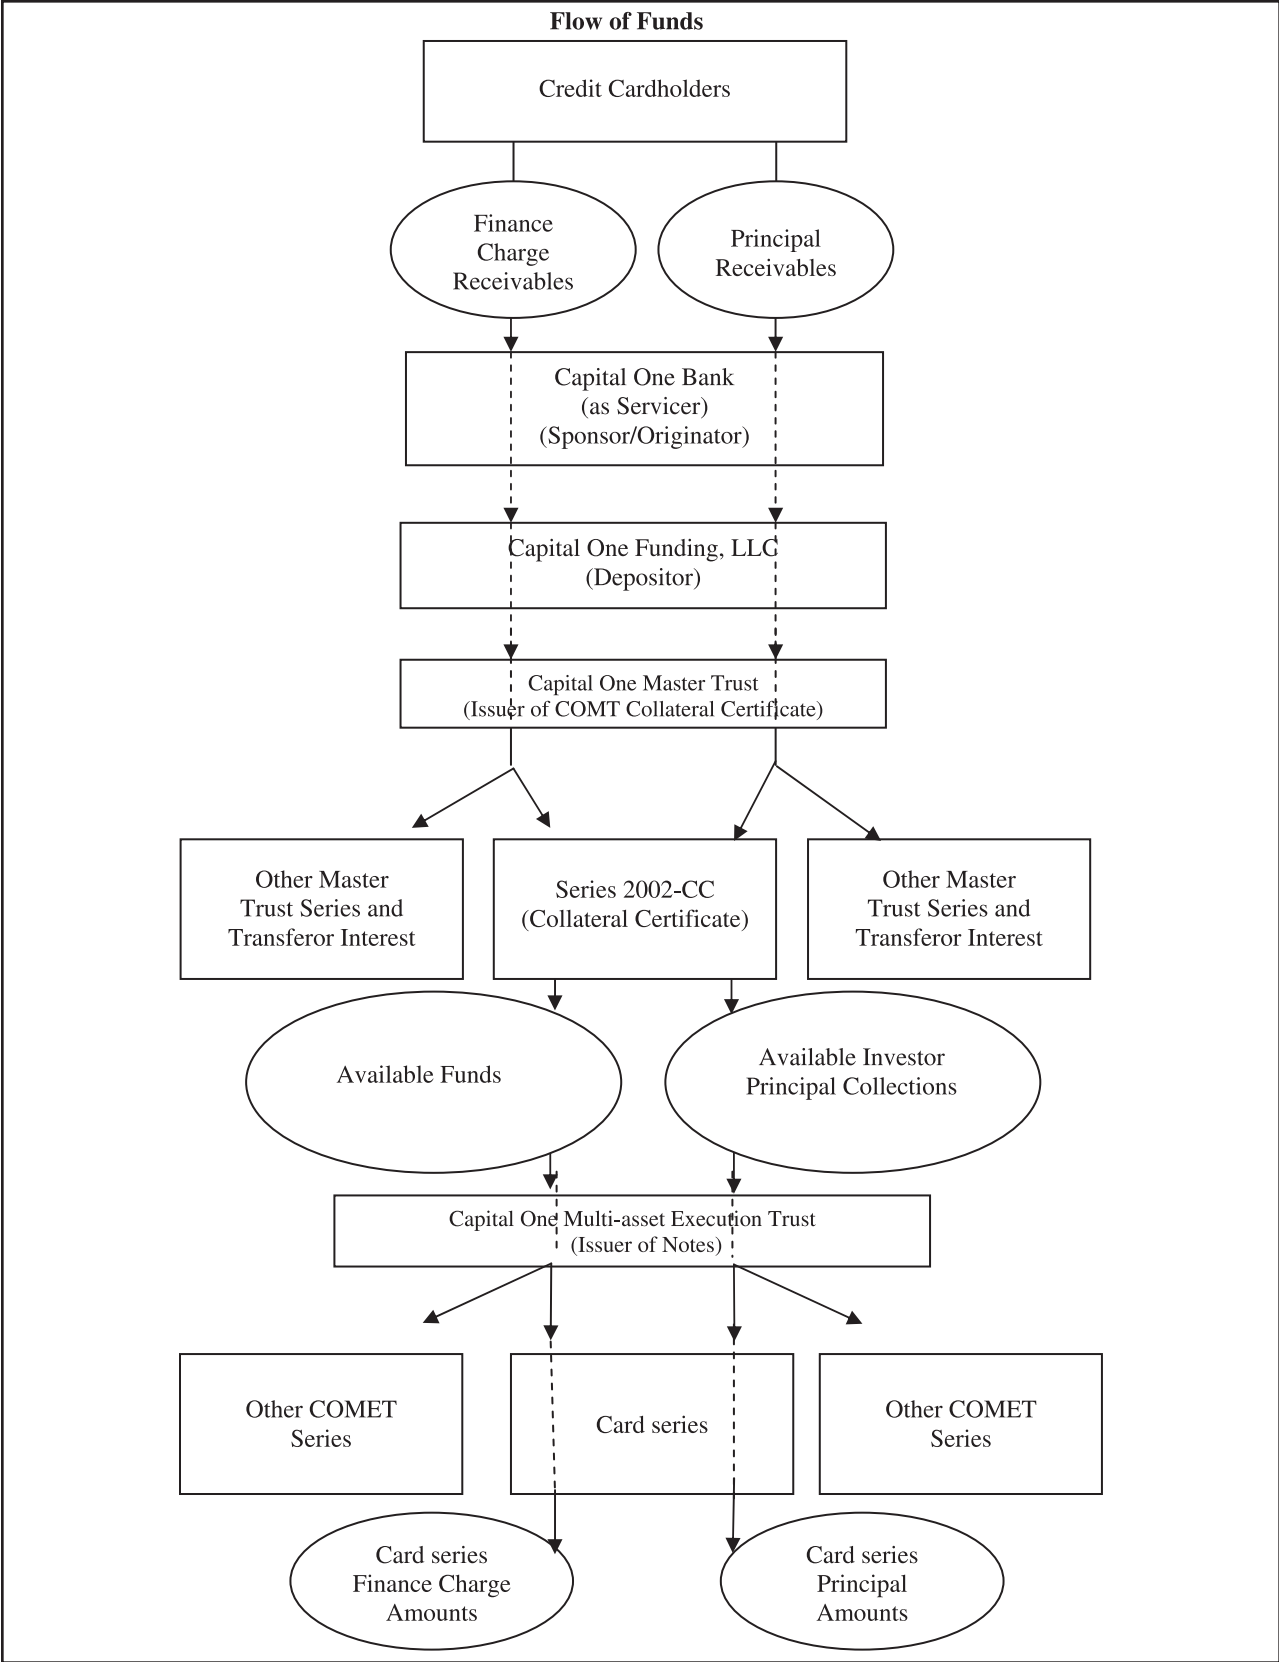 Flow of Funds
Credit Cardholders
Finance
Charge
Receivables
Principal
Receivables
Capital One Bank
(as Servicer)
(Sponsor/Originator)
Capital One Funding, LLC
(Depositor)
Capital One Master Trust
(Issuer of COMT Collateral Certificate)
Other Master
Trust Series and
Transferor Interest
Series 2002-CC
(Collateral Certificate)
Other Master
Trust Series and
Transferor Interest
Available Funds
Available Investor
Principal Collections
Capital One Multi-asset Execution Trust
(Issuer of Notes)
Other COMET
Series
Card series
Other COMET
Series
Card series
Finance Charge
Amounts
Card series
Principal
Amounts